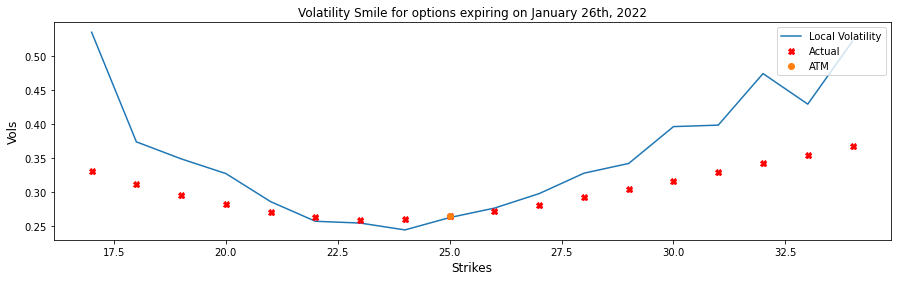 Volatility Smile for options expiring on January 26th, 2022
Local Volatility
Actual
ATM
Vols
0.50
0.45
0.40
0.35
0.30
0.25
17.5 20.0 22.5 25.0 27.5 30.0 32.5
Strikes